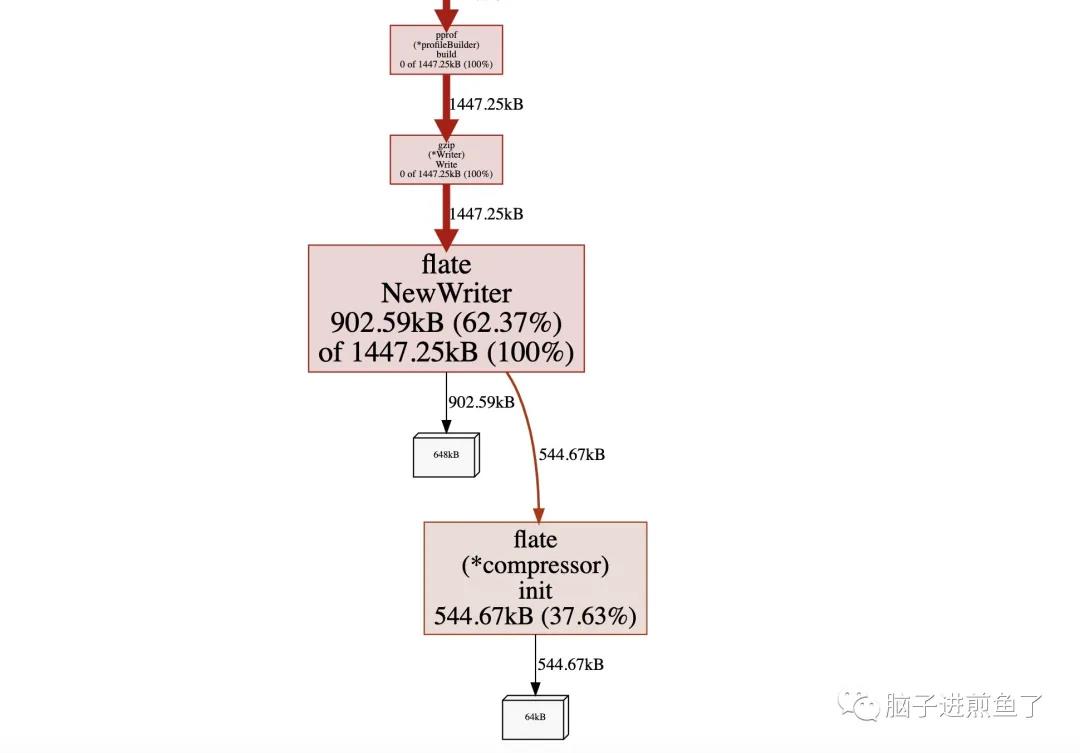 pprof
(*profileBuilder)
build
0 of 1447.25kB (100%)
1447.25kB
gzip
(*Writer)
Write
0 of 1447.25kB (100%)
1447.25kB
flate
NewWriter
902.59kB (62.37%)
of 1447.25kB (100%)
902.59kB
648kB
544.67kB
flate
(*compressor)
init
544.67kB (37.63%)
544.67kB
64kB
脑子进煎鱼了